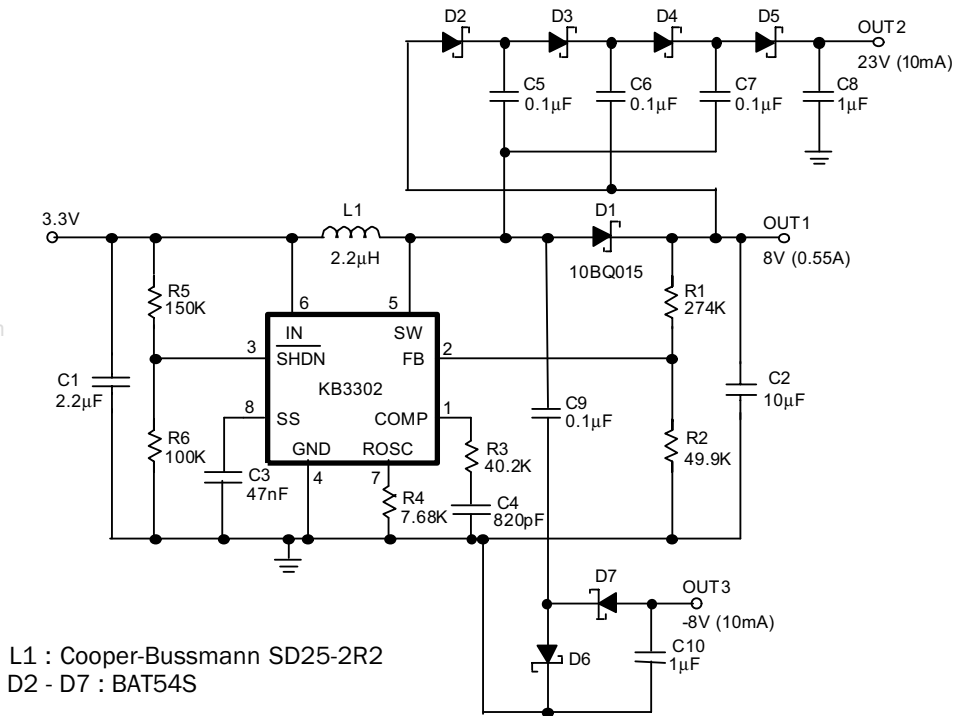 D2
D3
D4
D5
OUT2
23V (10mA)
C5
0.1μF
C6
0.1μF
C7
0.1μF
C8
1μF
3.3V
L1
2.2μH
D1
10BQ015
OUT1
8V (0.55A)
R5
150K
6
5
R1
274K
IN
SW
3
SHDN
FB
2
KB3302
C1
2.2μF
8
SS
COMP
1
C9
0.1μF
C2
10μF
R6
100K
GND
ROSC
R3
40.2K
R2
49.9K
C3
47nF
4
7
R4
7.68K
C4
820pF
D7
OUT3
-8V (10mA)
D6
C10
1μF
L1 : Cooper-Bussmann SD25-2R2
D2 - D7 : BAT54S